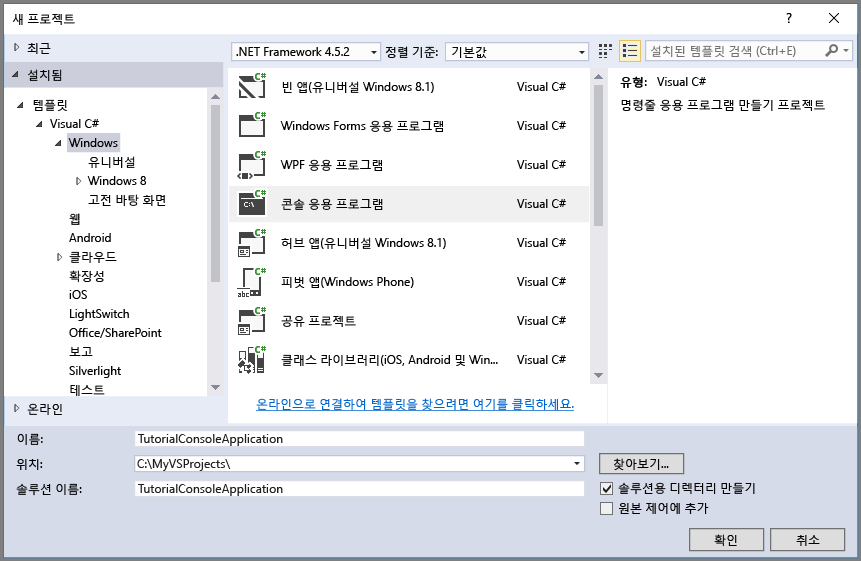 새 프로젝트
?
최근
설치됨
템플릿
Visual C#
Windows
유니버설
Windows 8
고전 바탕 화면
웹
Android
클라우드
확장성
iOS
LightSwitch
Office/SharePoint
보고
Silverlight
테스트
온라인
.NET Framework 4.5.2 정렬 기준: 기본값
설치된 템플릿 검색 (Ctrl+E)
C# 빈 앱(유니버설 Windows 8.1) Visual C#
C# Windows Forms 응용 프로그램 Visual C#
C# WPF 응용 프로그램 Visual C#
C# C:\ 콘솔 응용 프로그램 Visual C#
C# 허브 앱(유니버설 Windows 8.1) Visual C#
C# abc 피벗 앱(Windows Phone) Visual C#
C# 공유 프로젝트 Visual C#
C# 클래스 라이브러리(iOS, Android 및 Win... Visual C#
온라인으로 연결하여 템플릿을 찾으려면 여기를 클릭하세요.
유형: Visual C#
명령줄 응용 프로그램 만들기 프로젝트
이름: TutorialConsoleApplication
위치: C:\MyVSProjects\ 찾아보기...
솔루션 이름: TutorialConsoleApplication
솔루션용 디렉터리 만들기
원본 제어에 추가
확인 취소